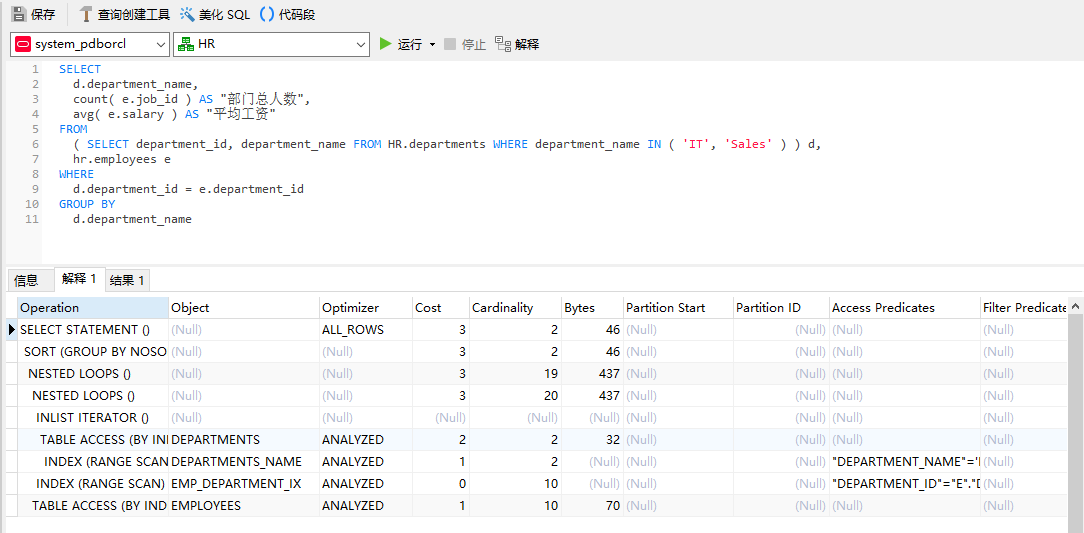 保存 查询创建工具 美化 SQL 代码段
system_pdborcl HR 运行 停止 解释
1 SELECT
2 d.department_name,
3 count( e.job_id ) AS "部门总人数",
4 avg( e.salary ) AS "平均工资"
5 FROM
6 ( SELECT department_id, department_name FROM HR.departments WHERE department_name IN ( 'IT', 'Sales' ) ) d,
7 hr.employees e
8 WHERE
9 d.department_id = e.department_id
10 GROUP BY
11 d.department_name
信息 解释 1 结果 1
Operation Object Optimizer Cost Cardinality Bytes Partition Start Partition ID Access Predicates Filter Predicate
SELECT STATEMENT () (Null) ALL_ROWS 3 2 46 (Null) (Null) (Null) (Null)
SORT (GROUP BY NOSO (Null) (Null) 3 2 46 (Null) (Null) (Null) (Null)
NESTED LOOPS () (Null) (Null) 3 19 437 (Null) (Null) (Null) (Null)
NESTED LOOPS () (Null) (Null) 3 20 437 (Null) (Null) (Null) (Null)
INLIST ITERATOR () (Null) (Null) (Null) (Null) (Null) (Null) (Null) (Null) (Null)
TABLE ACCESS (BY IND DEPARTMENTS ANALYZED 2 2 32 (Null) (Null) (Null) (Null)
INDEX (RANGE SCAN DEPARTMENTS_NAME ANALYZED 1 2 (Null) (Null) (Null) "DEPARTMENT_NAME"=' (Null)
INDEX (RANGE SCAN) EMP_DEPARTMENT_IX ANALYZED 0 10 (Null) (Null) (Null) "DEPARTMENT_ID"="E"."D (Null)
TABLE ACCESS (BY IND EMPLOYEES ANALYZED 1 10 70 (Null) (Null) (Null) (Null)